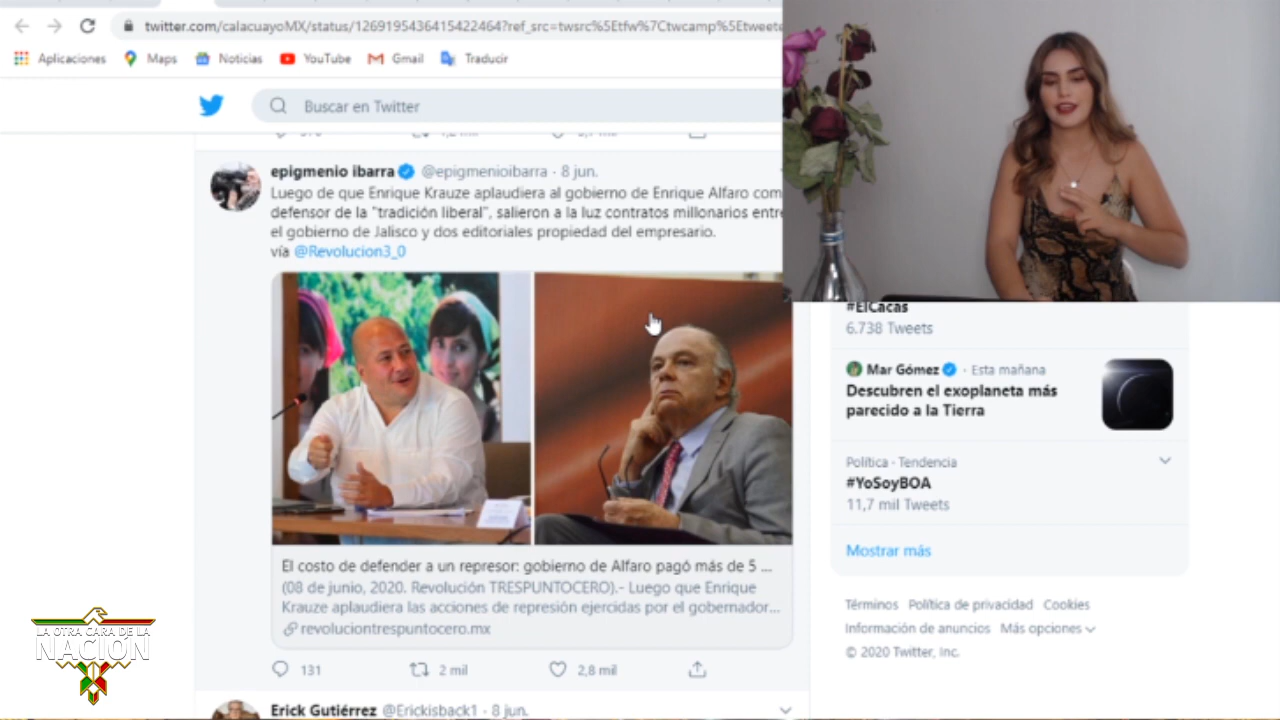 twitter.com/calacuayoMX/status/1269195436415422464?ref_src=twsrc%5Etfw%7Ctwcamp%5Etweete
Aplicaciones Maps Noticias YouTube Gmail Traducir
Buscar en Twitter
epigmenio ibarra @epigmenioibarra · 8 jun.
Luego de que Enrique Krauze aplaudiera al gobierno de Enrique Alfaro com
defensor de la "tradición liberal", salieron a la luz contratos millonarios entre
el gobierno de Jalisco y dos editoriales propiedad del empresario.
vía @Revolucion3_0
El costo de defender a un represor: gobierno de Alfaro pagó más de 5 ...
(08 de junio, 2020. Revolución TRESPUNTOCERO).- Luego que Enrique
Krauze aplaudiera las acciones de represión ejercidas por el gobernador...
revoluciontrespuntocero.mx
131 2 mil 2,8 mil
Erick Gutiérrez @Erickisback1 · 8 jun.
#ElCacas
6.738 Tweets
Mar Gómez · Esta mañana
Descubren el exoplaneta más
parecido a la Tierra
Política · Tendencia
#YoSoyBOA
11,7 mil Tweets
Mostrar más
Términos Política de privacidad Cookies
Información de anuncios Más opciones
© 2020 Twitter, Inc.
LA OTRA CARA DE LA
NACIÓN